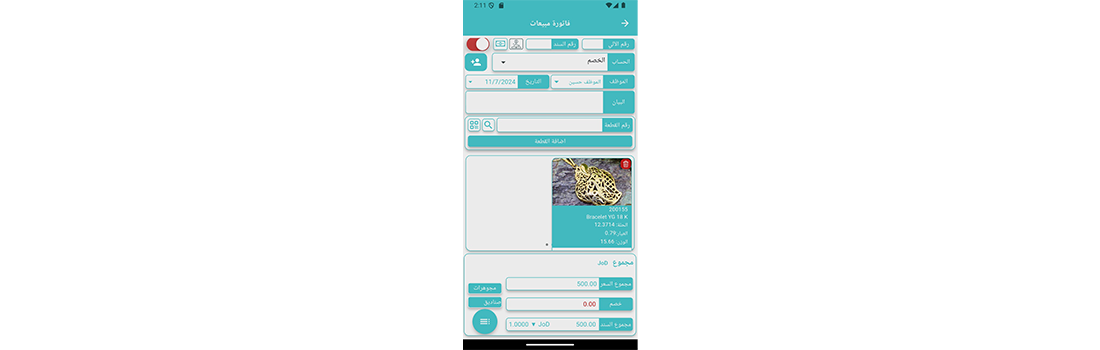 2:11
فاتورة مبيعات
رقم الآلي
رقم السند
الحساب
الخصم
الموظف
الموظف حسين
التاريخ
11/7/2024
البيان
رقم القطعة
اضافة القطعة
200155
Bracelet YG 18 K
12.3714
العيار: 0.79
الوزن: 15.66
مجموع JoD
مجموع السعر
500.00
مجوهرات
خصم
0.00
صناديق
مجموع السند
500.00
JoD ▼ 1.0000